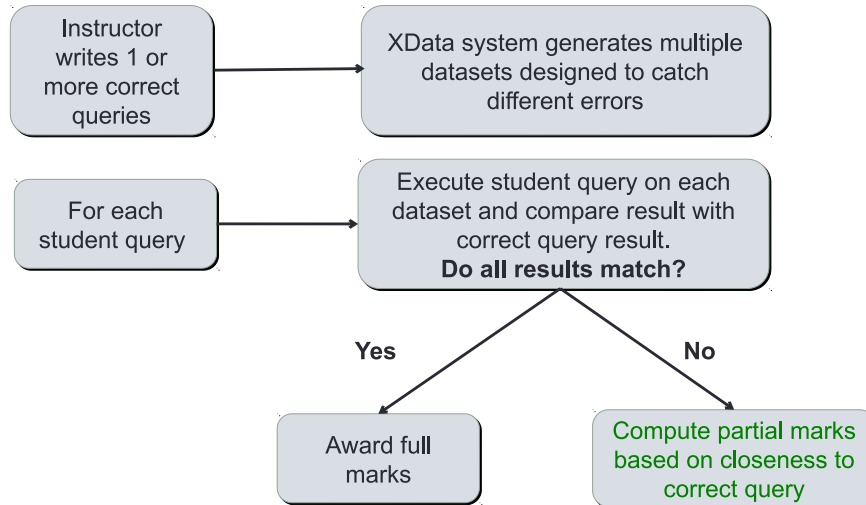 Instructor
writes 1 or
more correct
queries
XData system generates multiple
datasets designed to catch
different errors
For each
student query
Execute student query on each
dataset and compare result with
correct query result.
Do all results match?
Yes
No
Award full
marks
Compute partial marks
based on closeness to
correct query